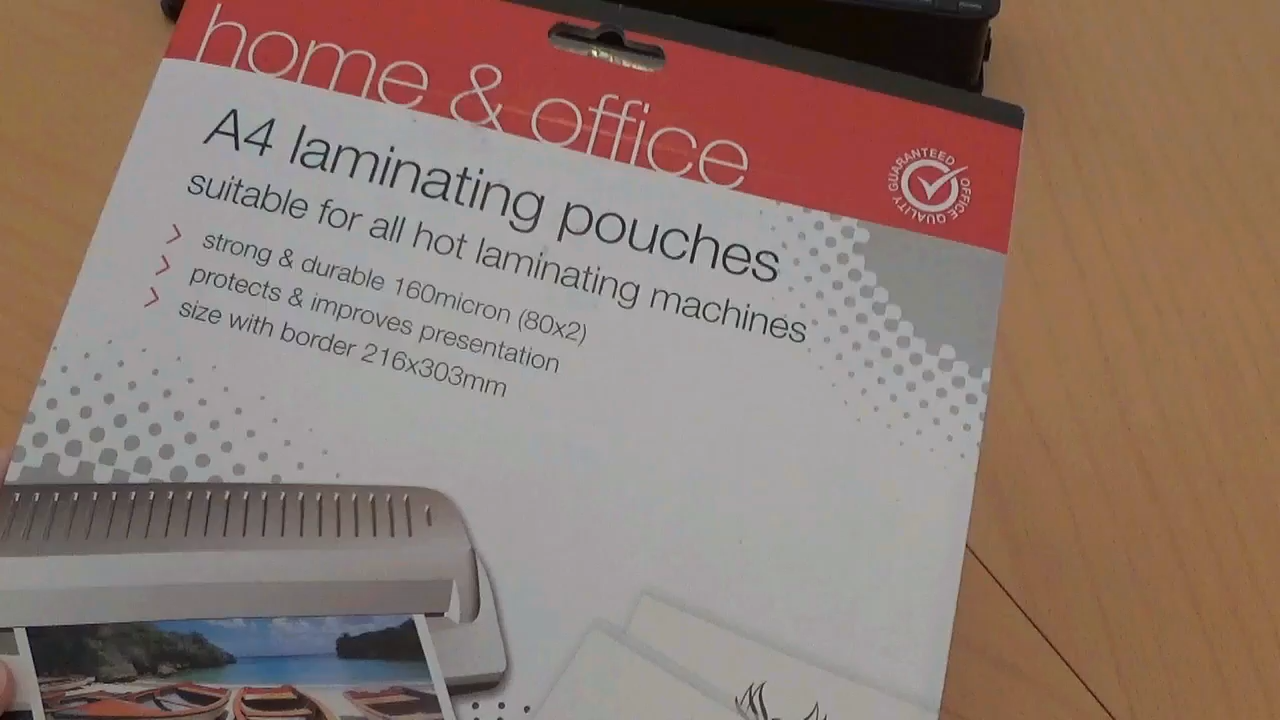 home & office
GUARANTEED OFFICE QUALITY
A4 laminating pouches
suitable for all hot laminating machines
strong & durable 160micron (80x2)
protects & improves presentation
size with border 216x303mm